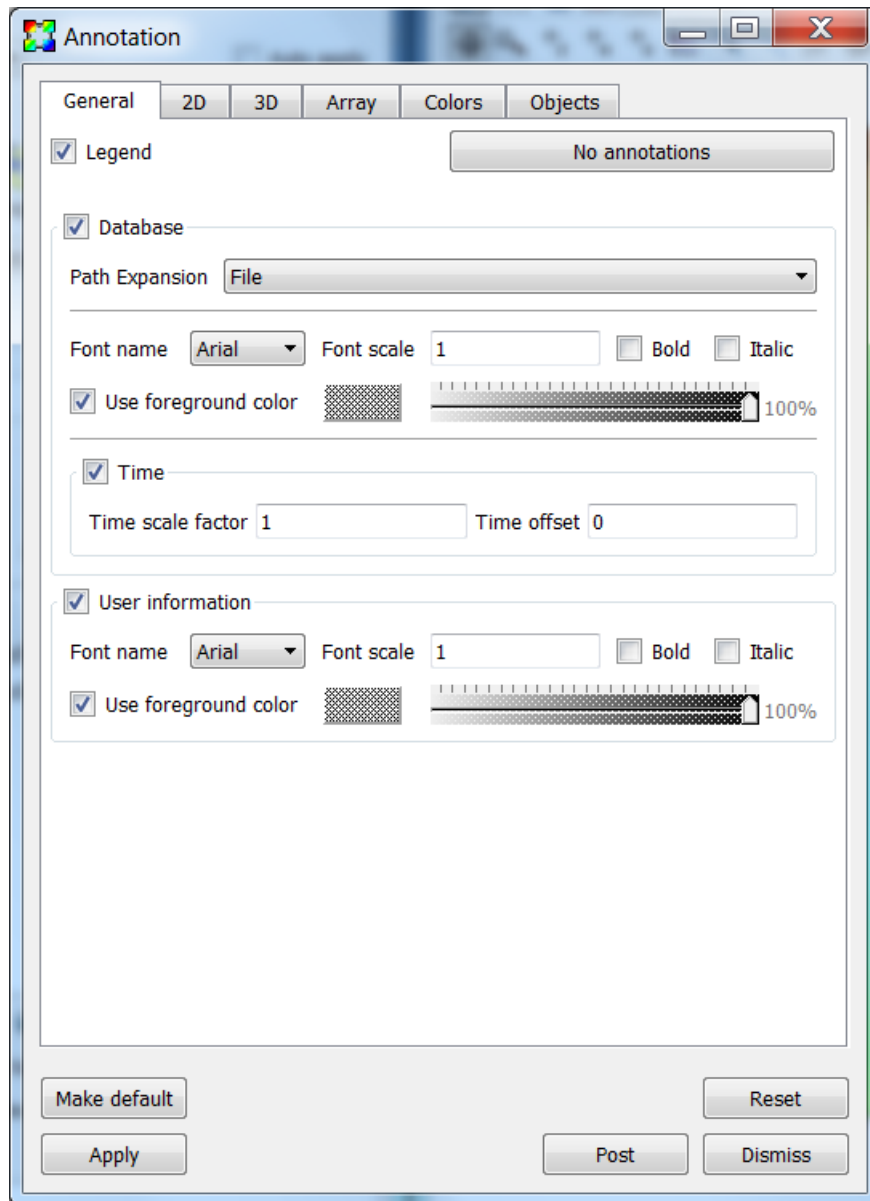 Annotation
General 2D 3D Array Colors Objects
Legend No annotations
Database
Path Expansion File
Font name Arial Font scale 1 Bold Italic
Use foreground color 100%
Time
Time scale factor 1 Time offset 0
User information
Font name Arial Font scale 1 Bold Italic
Use foreground color 100%
Make default Reset
Apply Post Dismiss